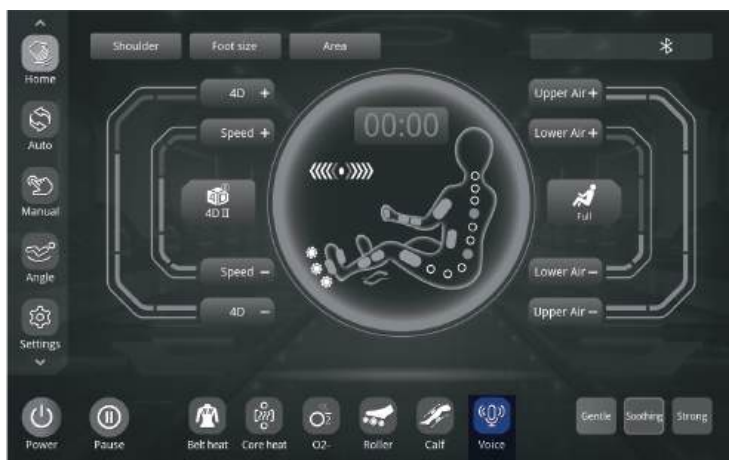 Shoulder Foot size Area
Home
4D + Upper Air +
00:00
Auto Speed + Lower Air +
Manual 4D II Full
Angle Speed − Lower Air −
4D − Upper Air −
Settings
Power Pause Belt heat Core heat O2- Roller Calf Voice Gentle Soothing Strong